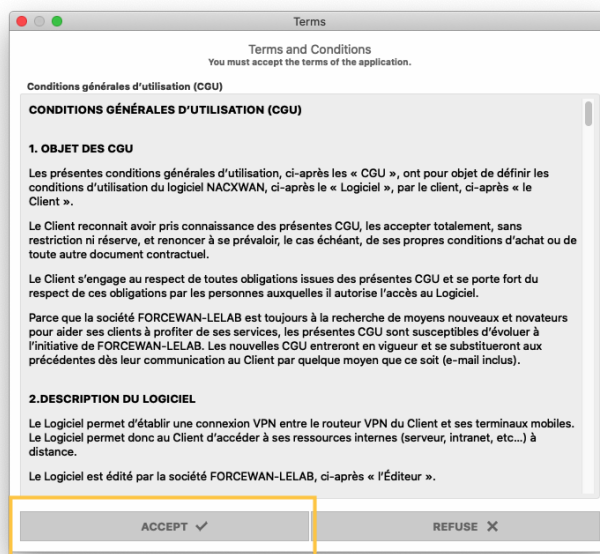 Terms
Terms and Conditions
You must accept the terms of the application.
Conditions générales d'utilisation (CGU)
CONDITIONS GÉNÉRALES D'UTILISATION (CGU)
1. OBJET DES CGU
Les présentes conditions générales d'utilisation, ci-après les « CGU », ont pour objet de définir les
conditions d'utilisation du logiciel NACXWAN, ci-après le « Logiciel », par le client, ci-après « le
Client ».
Le Client reconnait avoir pris connaissance des présentes CGU, les accepter totalement, sans
restriction ni réserve, et renoncer à se prévaloir, le cas échéant, de ses propres conditions d'achat ou de
toute autre document contractuel.
Le Client s'engage au respect de toutes obligations issues des présentes CGU et se porte fort du
respect de ces obligations par les personnes auxquelles il autorise l'accès au Logiciel.
Parce que la société FORCEWAN-LELAB est toujours à la recherche de moyens nouveaux et novateurs
pour aider ses clients à profiter de ses services, les présentes CGU sont susceptibles d'évoluer à
l'initiative de FORCEWAN-LELAB. Les nouvelles CGU entreront en vigueur et se substitueront aux
précédentes dès leur communication au Client par quelque moyen que ce soit (e-mail inclus).
2.DESCRIPTION DU LOGICIEL
Le Logiciel permet d'établir une connexion VPN entre le routeur VPN du Client et ses terminaux mobiles.
Le Logiciel permet donc au Client d'accéder à ses ressources internes (serveur, intranet, etc...) à
distance.
Le Logiciel est édité par la société FORCEWAN-LELAB, ci-après « l'Éditeur ».
ACCEPT ✓
REFUSE ✕